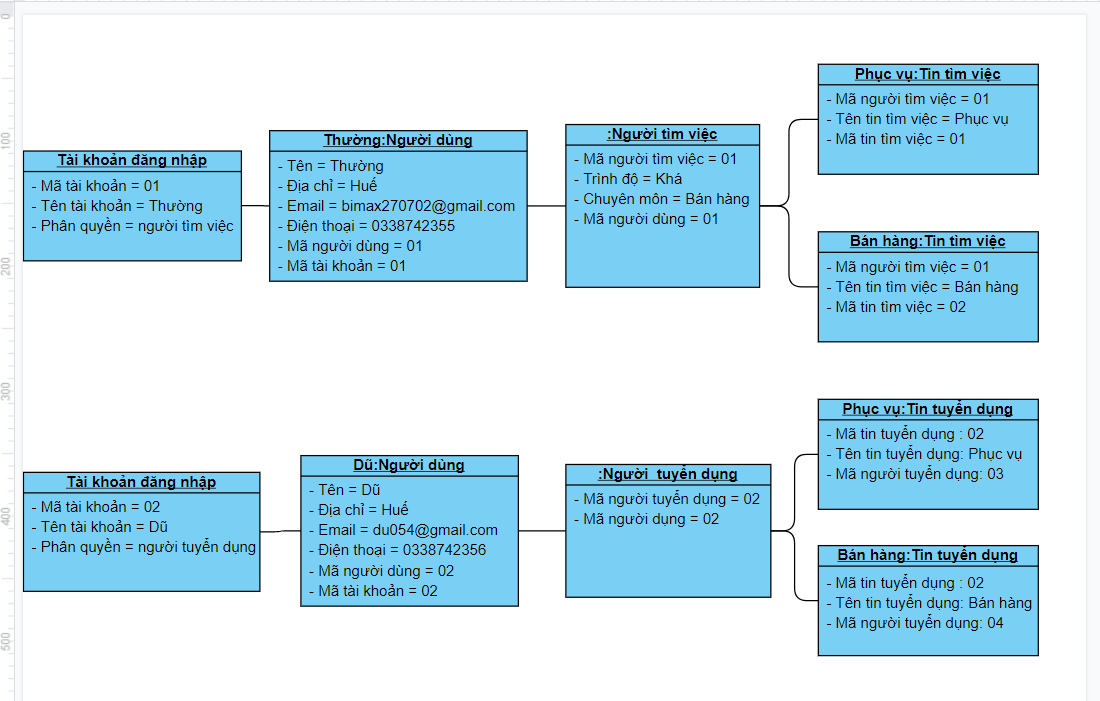 0
100
200
300
400
500
Tài khoản đăng nhập
- Mã tài khoản = 01
- Tên tài khoản = Thường
- Phân quyền = người tìm việc
Thường:Người dùng
- Tên = Thường
- Địa chỉ = Huế
- Email = bimax270702@gmail.com
- Điện thoại = 0338742355
- Mã người dùng = 01
- Mã tài khoản = 01
:Người tìm việc
- Mã người tìm việc = 01
- Trình độ = Khá
- Chuyên môn = Bán hàng
- Mã người dùng = 01
Phục vụ:Tin tìm việc
- Mã người tìm việc = 01
- Tên tin tìm việc = Phục vụ
- Mã tin tìm việc = 01
Bán hàng:Tin tìm việc
- Mã người tìm việc = 01
- Tên tin tìm việc = Bán hàng
- Mã tin tìm việc = 02
Tài khoản đăng nhập
- Mã tài khoản = 02
- Tên tài khoản = Dũ
- Phân quyền = người tuyển dụng
Dũ:Người dùng
- Tên = Dũ
- Địa chỉ = Huế
- Email = du054@gmail.com
- Điện thoại = 0338742356
- Mã người dùng = 02
- Mã tài khoản = 02
:Người  tuyển dụng
- Mã người tuyển dụng = 02
- Mã người dụng = 02
Phục vụ:Tin tuyển dụng
- Mã tin tuyển dụng : 02
- Tên tin tuyển dụng: Phục vụ
- Mã người tuyển dụng: 03
Bán hàng:Tin tuyển dụng
- Mã tin tuyển dụng : 02
- Tên tin tuyển dụng: Bán hàng
- Mã người tuyển dụng: 04